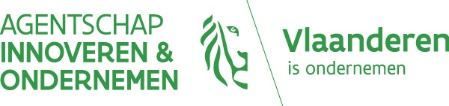 AGENTSCHAP
INNOVEREN &
ONDERNEMEN
Vlaanderen
is ondernemen